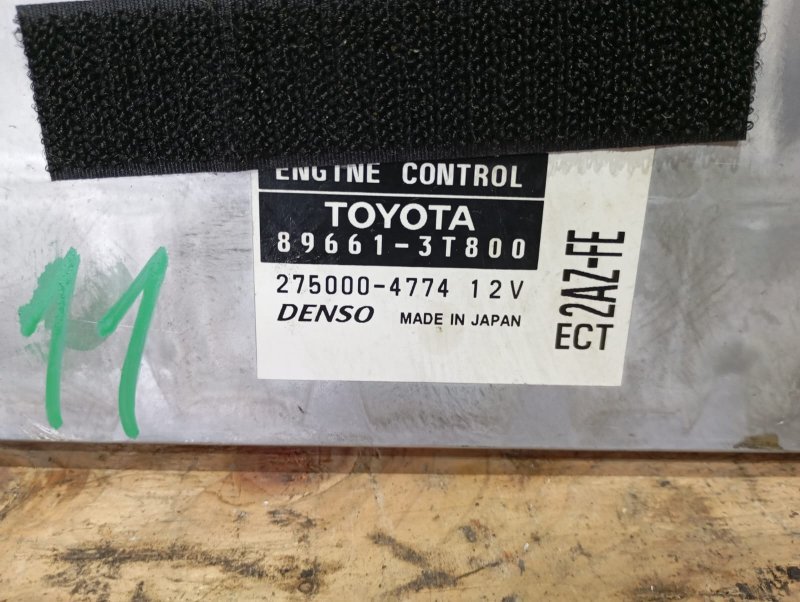 ENGINE CONTROL
TOYOTA
89661-3T800
275000-4774 12V
DENSO MADE IN JAPAN
2AZ-FE
ECT
11